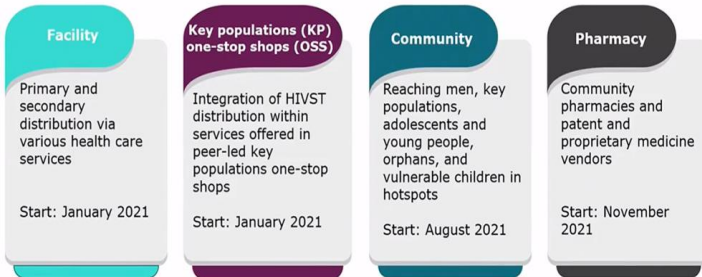 Facility
Primary and
secondary
distribution via
various health care
services
Start: January 2021
Key populations (KP)
one-stop shops (OSS)
Integration of HIVST
distribution within
services offered in
peer-led key
populations one-stop
shops
Start: January 2021
Community
Reaching men, key
populations,
adolescents and
young people,
orphans, and
vulnerable children in
hotspots
Start: August 2021
Pharmacy
Community
pharmacies and
patent and
proprietary medicine
vendors
Start: November
2021